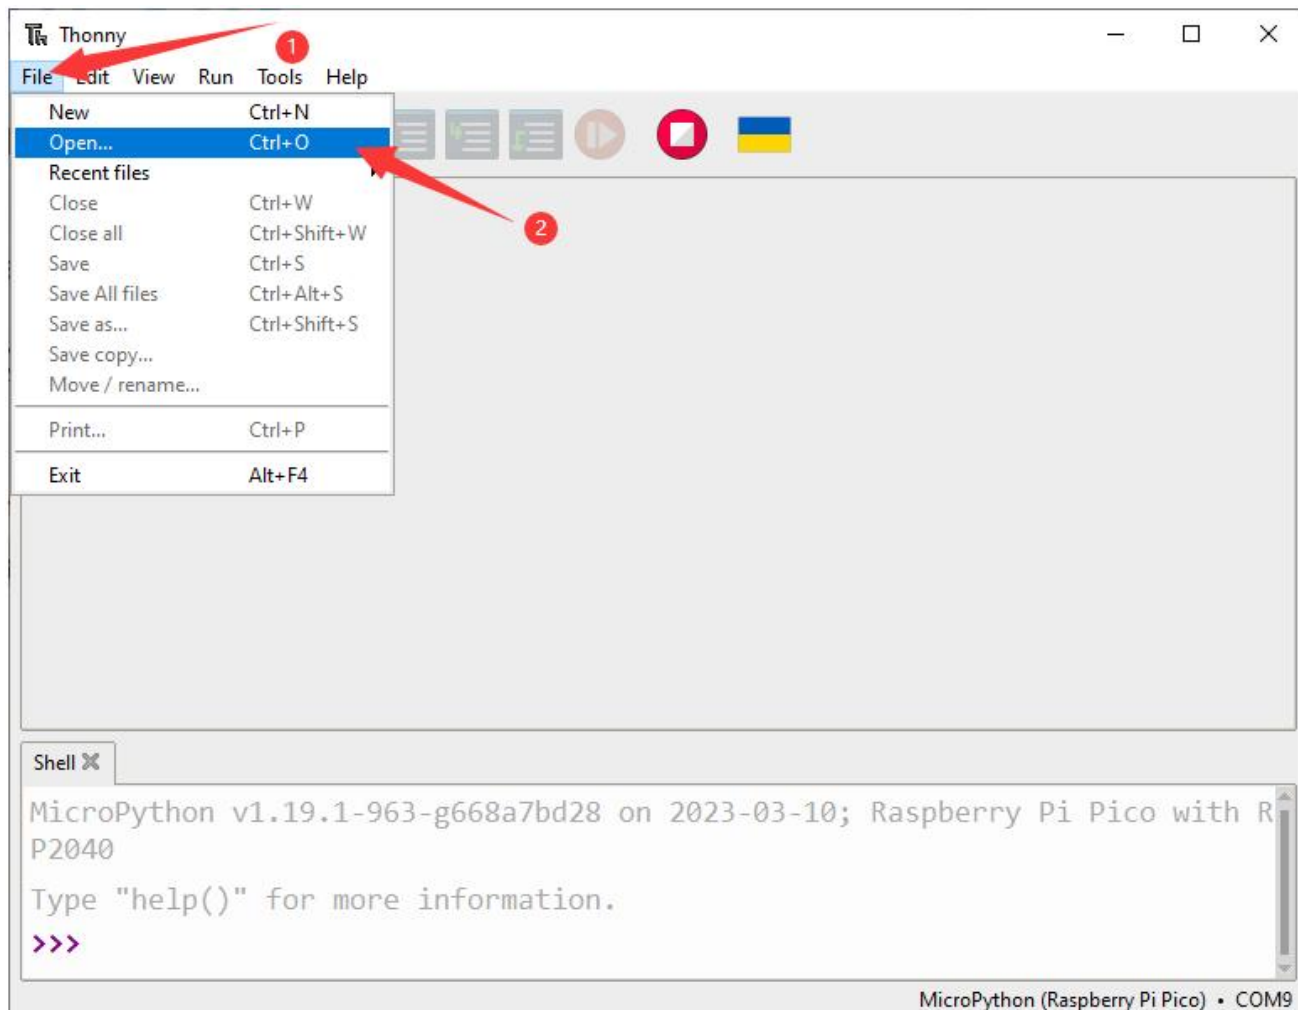 Thonny
1
File Edit View Run Tools Help
New Ctrl+N
Open... Ctrl+O
Recent files
2
Close Ctrl+W
Close all Ctrl+Shift+W
Save Ctrl+S
Save All files Ctrl+Alt+S
Save as... Ctrl+Shift+S
Save copy...
Move / rename...
Print... Ctrl+P
Exit Alt+F4
Shell
MicroPython v1.19.1-963-g668a7bd28 on 2023-03-10; Raspberry Pi Pico with R
P2040
Type "help()" for more information.
>>>
MicroPython (Raspberry Pi Pico) • COM9